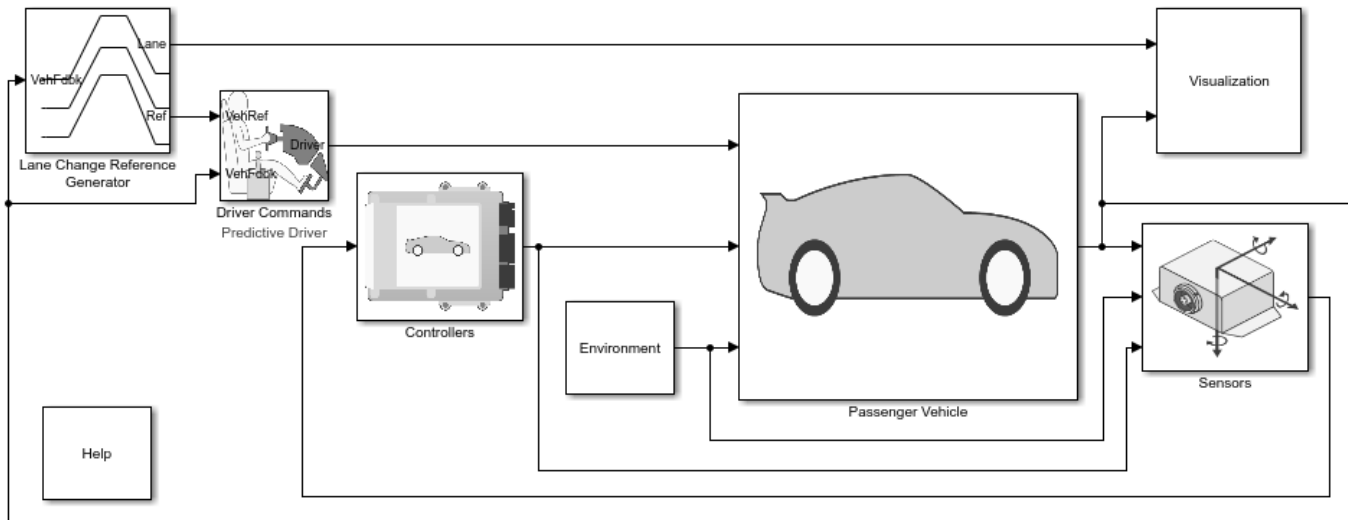 Lane
VehFdbk
Ref
Lane Change Reference
Generator
VehRef
Driver
VehFdbk
Driver Commands
Predictive Driver
Controllers
Environment
Passenger Vehicle
Visualization
Sensors
Help